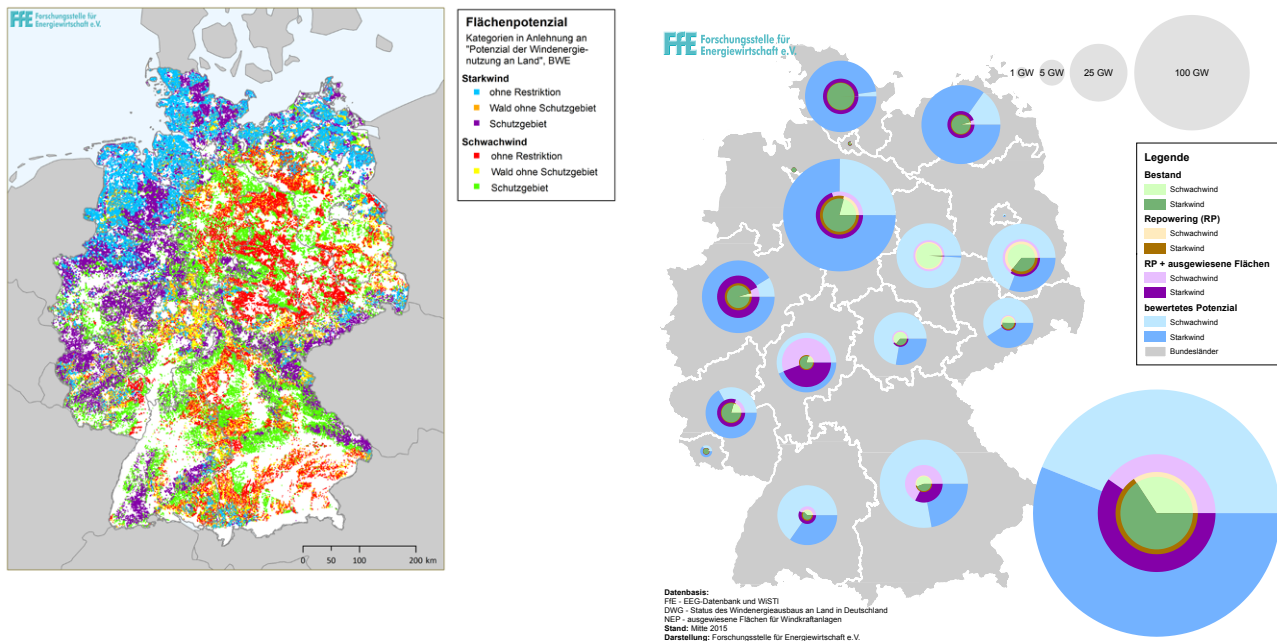 FfE Forschungsstelle für
Energiewirtschaft e.V.
Flächenpotenzial
Kategorien in Anlehnung an
"Potenzial der Windenergie-
nutzung an Land", BWE
Starkwind
ohne Restriktion
Wald ohne Schutzgebiet
Schutzgebiet
Schwachwind
ohne Restriktion
Wald ohne Schutzgebiet
Schutzgebiet
0 50 100 200 km
FfE Forschungsstelle für
Energiewirtschaft e.V.
1 GW 5 GW 25 GW 100 GW
Legende
Bestand
Schwachwind
Starkwind
Repowering (RP)
Schwachwind
Starkwind
RP + ausgewiesene Flächen
Schwachwind
Starkwind
bewertetes Potenzial
Schwachwind
Starkwind
Bundesländer
Datenbasis:
FfE - EEG-Datenbank und WiSTI
DWG - Status des Windenergieausbaus an Land in Deutschland
NEP - ausgewiesene Flächen für Windkraftanlagen
Stand: Mitte 2015
Darstellung: Forschungsstelle für Energiewirtschaft e.V.